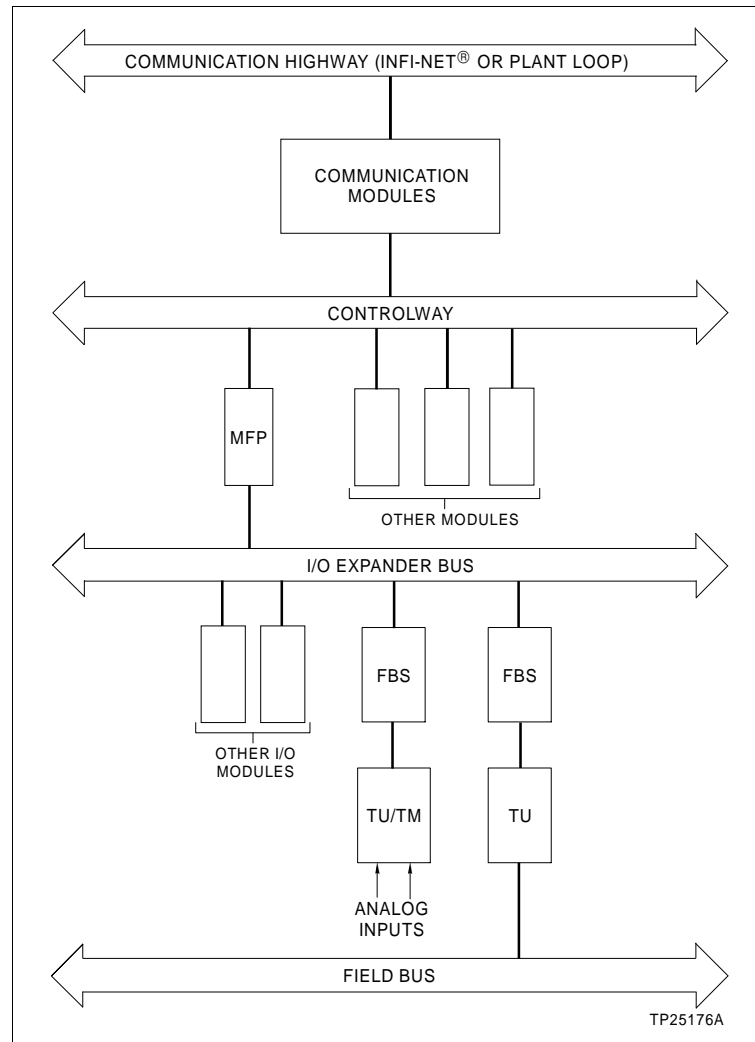 COMMUNICATION HIGHWAY (INFI-NET® OR PLANT LOOP)
COMMUNICATION
MODULES
CONTROLWAY
MFP
OTHER MODULES
I/O EXPANDER BUS
FBS
FBS
OTHER I/O
MODULES
TU/TM
TU
ANALOG
INPUTS
FIELD BUS
TP25176A